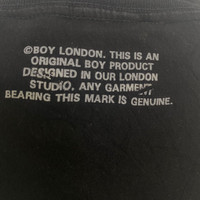 ©BOY LONDON. THIS IS AN
ORIGINAL BOY PRODUCT
DESIGNED IN OUR LONDON
STUDIO. ANY GARMENT
BEARING THIS MARK IS GENUINE.